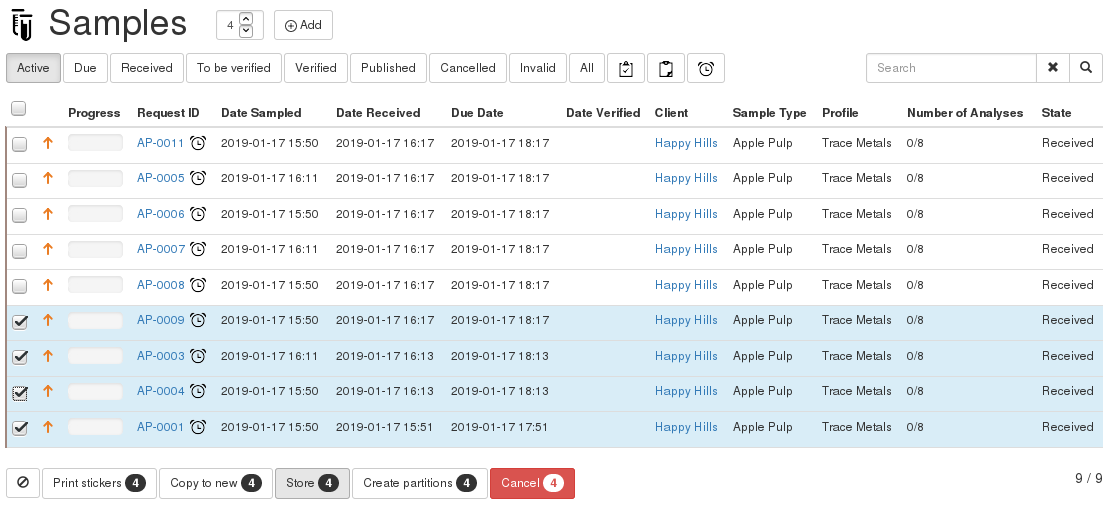 Samples 4 Add
Active Due Received To be verified Verified Published Cancelled Invalid All Search
Progress Request ID Date Sampled Date Received Due Date Date Verified Client Sample Type Profile Number of Analyses State
AP-0011 2019-01-17 15:50 2019-01-17 16:17 2019-01-17 18:17 Happy Hills Apple Pulp Trace Metals 0/8 Received
AP-0005 2019-01-17 16:11 2019-01-17 16:17 2019-01-17 18:17 Happy Hills Apple Pulp Trace Metals 0/8 Received
AP-0006 2019-01-17 15:50 2019-01-17 16:17 2019-01-17 18:17 Happy Hills Apple Pulp Trace Metals 0/8 Received
AP-0007 2019-01-17 16:11 2019-01-17 16:17 2019-01-17 18:17 Happy Hills Apple Pulp Trace Metals 0/8 Received
AP-0008 2019-01-17 15:50 2019-01-17 16:17 2019-01-17 18:17 Happy Hills Apple Pulp Trace Metals 0/8 Received
AP-0009 2019-01-17 15:50 2019-01-17 16:17 2019-01-17 18:17 Happy Hills Apple Pulp Trace Metals 0/8 Received
AP-0003 2019-01-17 16:11 2019-01-17 16:13 2019-01-17 18:13 Happy Hills Apple Pulp Trace Metals 0/8 Received
AP-0004 2019-01-17 15:50 2019-01-17 16:13 2019-01-17 18:13 Happy Hills Apple Pulp Trace Metals 0/8 Received
AP-0001 2019-01-17 15:50 2019-01-17 15:51 2019-01-17 17:51 Happy Hills Apple Pulp Trace Metals 0/8 Received
Print stickers 4 Copy to new 4 Store 4 Create partitions 4 Cancel 4 9 / 9